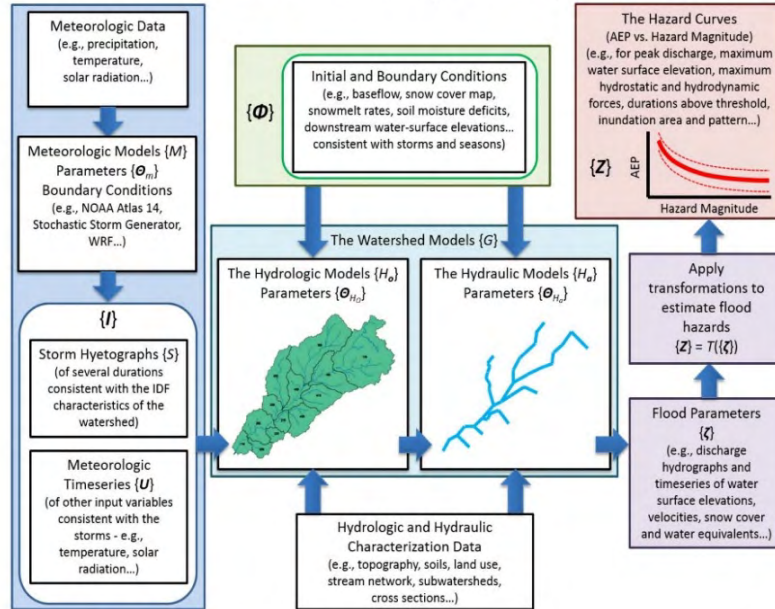 Meteorologic Data
(e.g., precipitation,
temperature,
solar radiation...)
Meteorologic Models {M}
Parameters {Θm}
Boundary Conditions
(e.g., NOAA Atlas 14,
Stochastic Storm Generator,
WRF...)
{I}
Storm Hyetographs {S}
(of several durations
consistent with the IDF
characteristics of the
watershed)
Meteorologic
Timeseries {U}
(of other input variables
consistent with the
storms - e.g.,
temperature, solar
radiation...)
{Φ}
Initial and Boundary Conditions
(e.g., baseflow, snow cover map,
snowmelt rates, soil moisture deficits,
downstream water-surface elevations...
consistent with storms and seasons)
The Watershed Models {G}
The Hydrologic Models {Ho}
Parameters {ΘHo}
The Hydraulic Models {Ha}
Parameters {ΘHa}
Hydrologic and Hydraulic
Characterization Data
(e.g., topography, soils, land use,
stream network, subwatersheds,
cross sections...)
The Hazard Curves
(AEP vs. Hazard Magnitude)
(e.g., for peak discharge, maximum
water surface elevation, maximum
hydrostatic and hydrodynamic
forces, durations above threshold,
inundation area and pattern...)
{Z}
AEP
Hazard Magnitude
Apply
transformations to
estimate flood
hazards
{Z} = T({ζ})
Flood Parameters
{ζ}
(e.g., discharge
hydrographs and
timeseries of water
surface elevations,
velocities, snow cover
and water equivalents...)